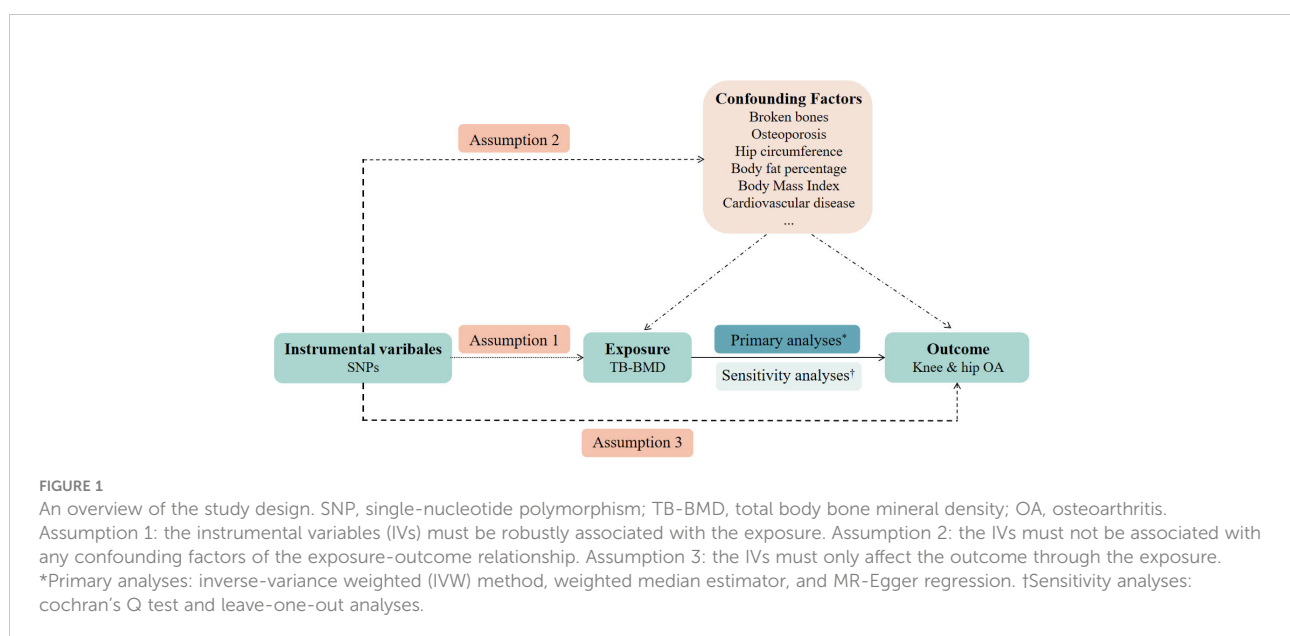 Confounding Factors
Broken bones
Osteoporosis
Hip circumference
Body fat percentage
Body Mass Index
Cardiovascular disease
...
Assumption 2
Instrumental varibales
SNPs
Assumption 1
Exposure
TB-BMD
Primary analyses*
Sensitivity analyses†
Outcome
Knee & hip OA
Assumption 3
FIGURE 1
An overview of the study design. SNP, single-nucleotide polymorphism; TB-BMD, total body bone mineral density; OA, osteoarthritis.
Assumption 1: the instrumental variables (IVs) must be robustly associated with the exposure. Assumption 2: the IVs must not be associated with
any confounding factors of the exposure-outcome relationship. Assumption 3: the IVs must only affect the outcome through the exposure.
*Primary analyses: inverse-variance weighted (IVW) method, weighted median estimator, and MR-Egger regression. †Sensitivity analyses:
cochran's Q test and leave-one-out analyses.